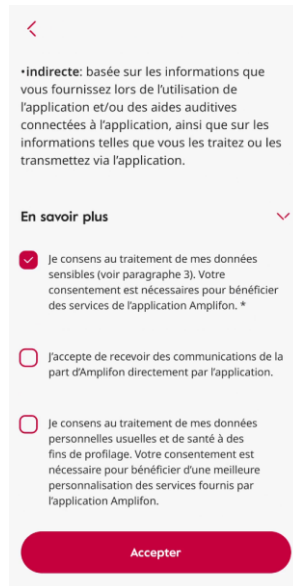 •indirecte: basée sur les informations que
vous fournissez lors de l'utilisation de
l'application et/ou des aides auditives
connectées à l'application, ainsi que sur les
informations telles que vous les traitez ou les
transmettez via l'application.
En savoir plus
Je consens au traitement de mes données
sensibles (voir paragraphe 3). Votre
consentement est nécessaires pour bénéficier
des services de l'application Amplifon. *
J'accepte de recevoir des communications de la
part d'Amplifon directement par l'application.
Je consens au traitement de mes données
personnelles usuelles et de santé à des
fins de profilage. Votre consentement est
nécessaire pour bénéficier d'une meilleure
personnalisation des services fournis par
l'application Amplifon.
Accepter